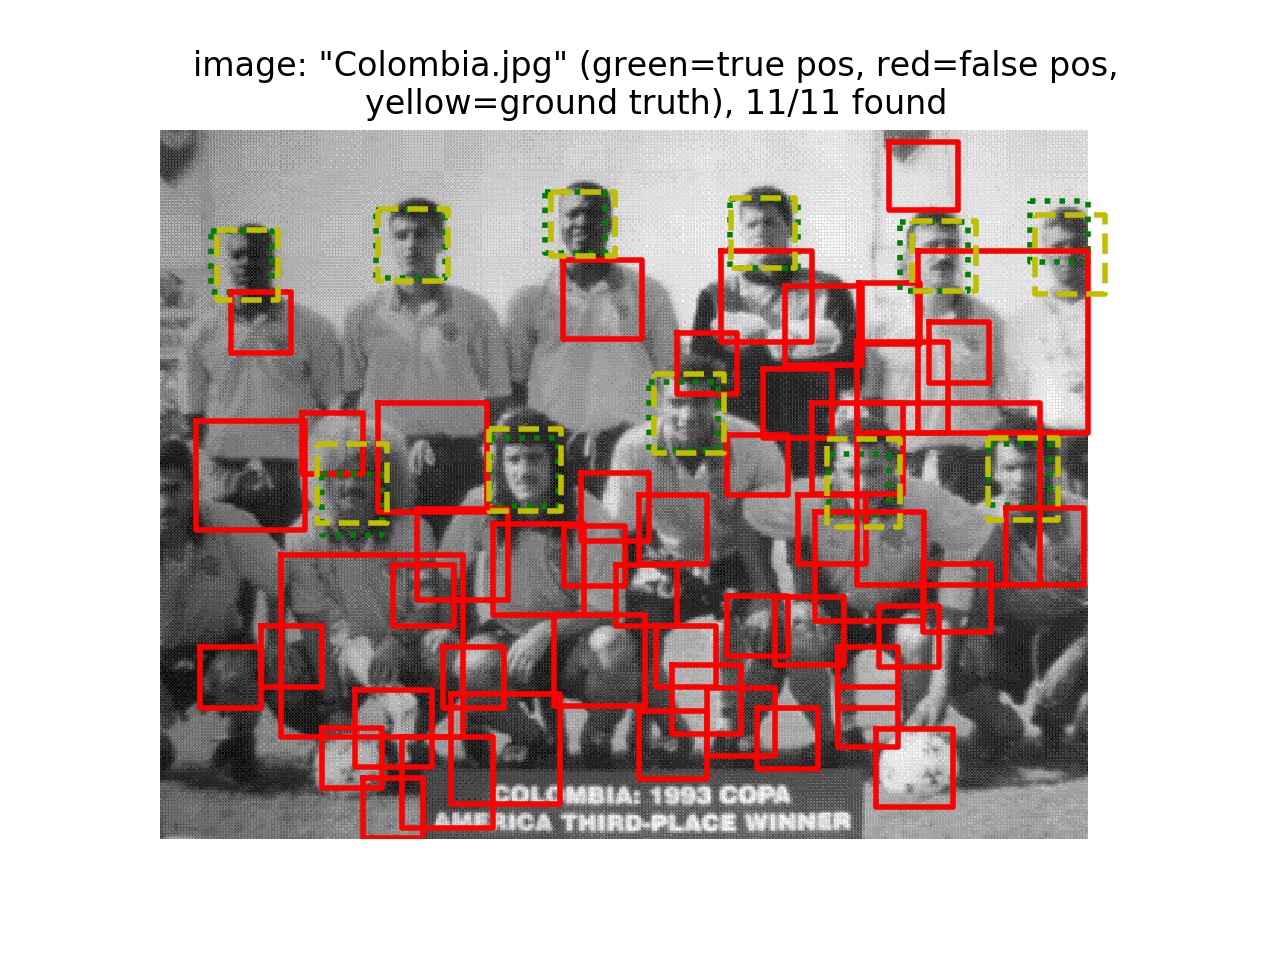 image: "Colombia.jpg" (green=true pos, red=false pos,
yellow=ground truth), 11/11 found
COLOMBIA: 1993 COPA
AMERICA THIRD-PLACE WINNER